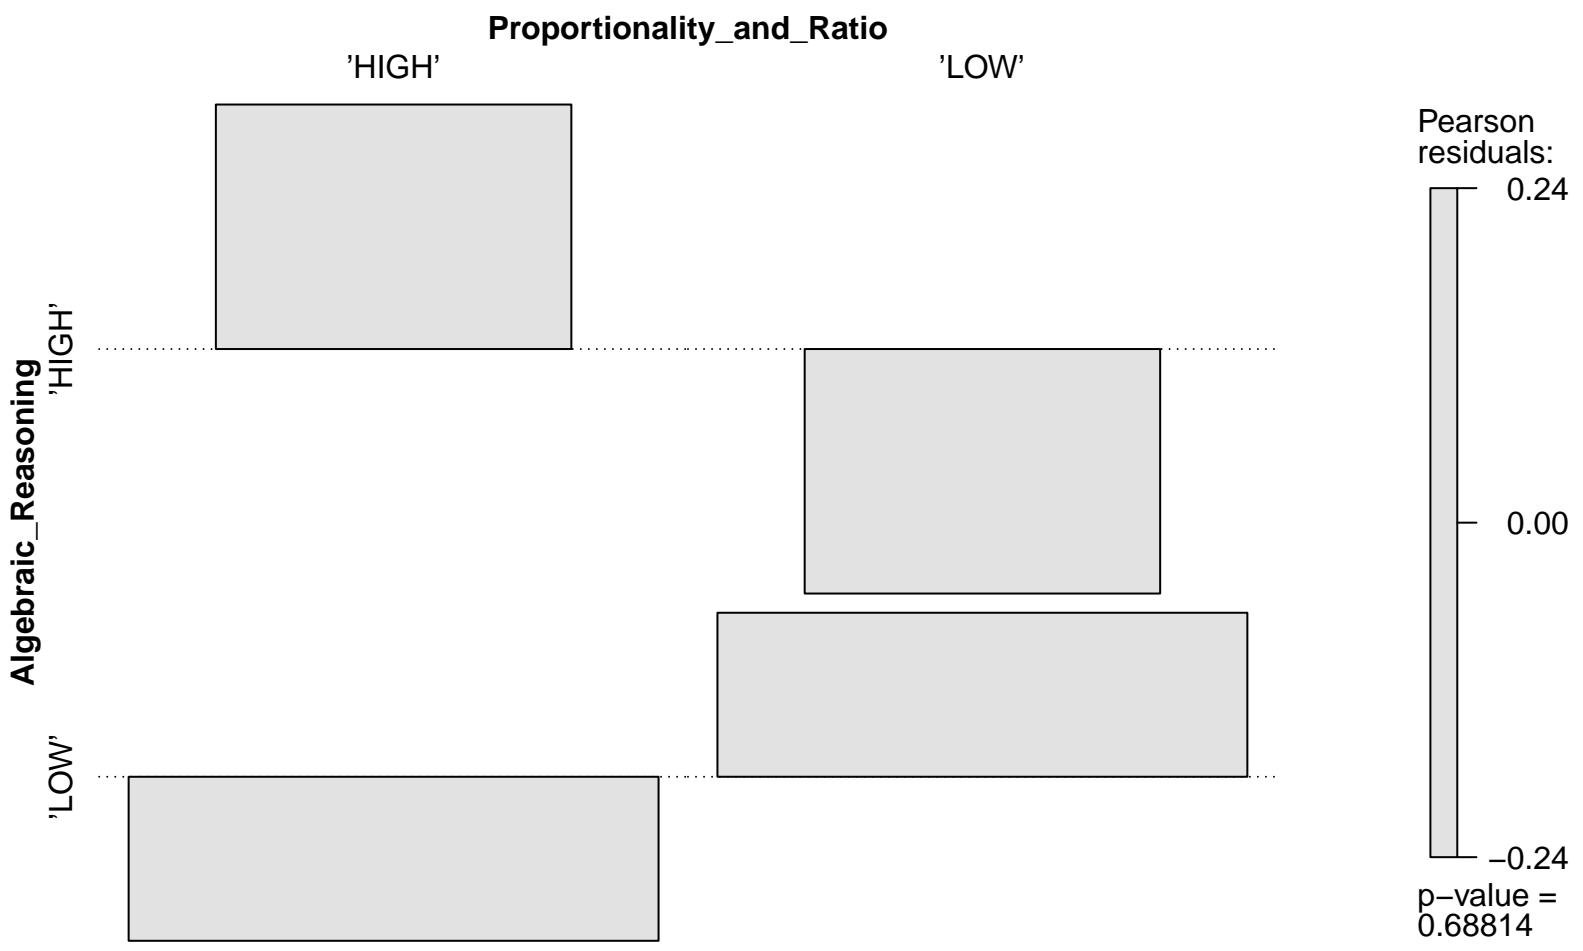 Proportionality_and_Ratio
’HIGH’
’LOW’
Algebraic_Reasoning
’HIGH’
’LOW’
Pearson
residuals:
0.24
0.00
−0.24
p−value =
0.68814